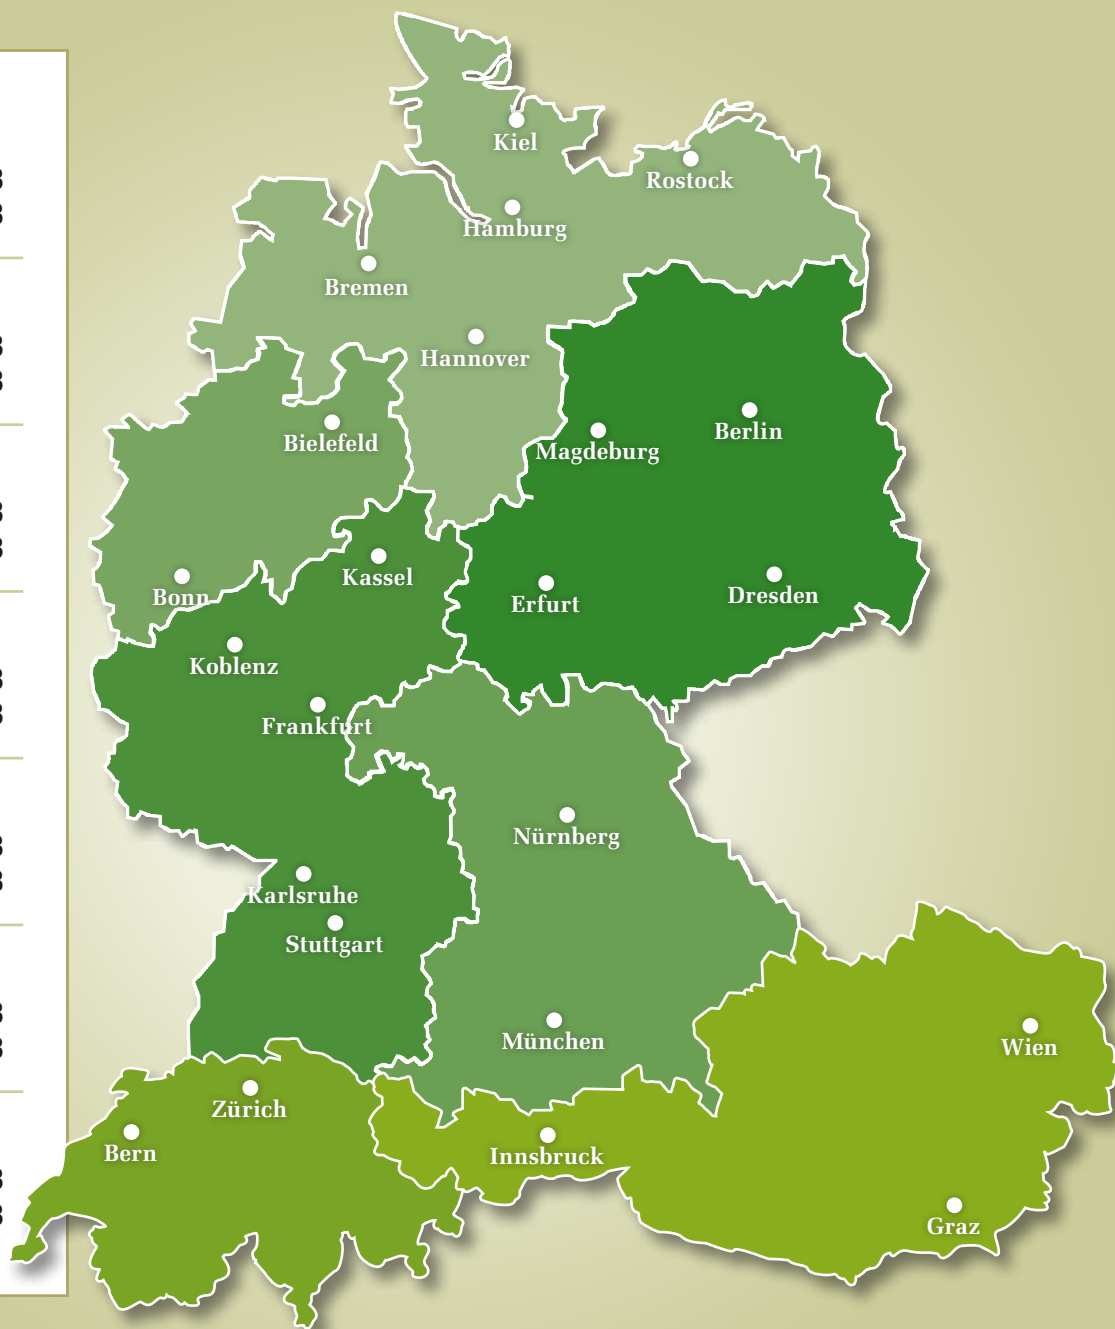 Kiel
Rostock
Hamburg
Bremen
Hannover
Bielefeld
Magdeburg
Berlin
Kassel
Bonn
Erfurt
Dresden
Koblenz
Frankfurt
Nürnberg
Karlsruhe
Stuttgart
München
Wien
Zürich
Bern
Innsbruck
Graz